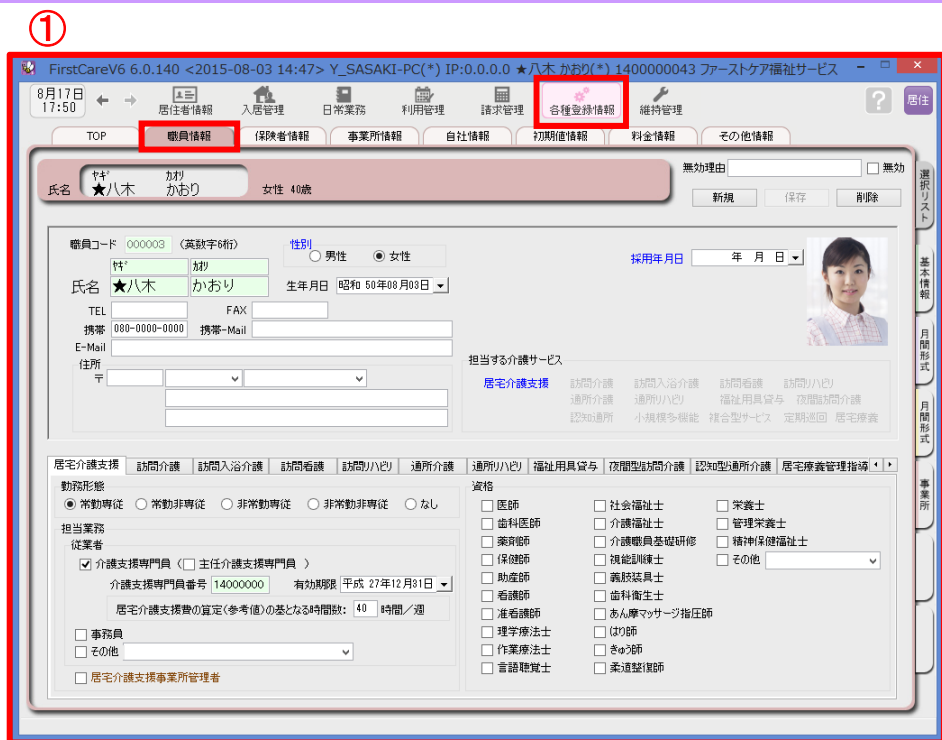 ①
FirstCareV6 6.0.140 <2015-08-03 14:47> Y_SASAKI-PC(*) IP:0.0.0.0 ★八木 かおり(*) 1400000043 ファーストケア福祉サービス
8月17日
17:50
居住者情報 入居管理 日常業務 利用管理 請求管理 各種登録情報 維持管理 ? 居住
TOP 職員情報 保険者情報 事業所情報 自社情報 初期値情報 料金情報 その他情報
無効理由 無効
ヤギ カオリ
氏名 ★八木 かおり 女性 40歳
新規 保存 削除
選択リスト
基本情報
月間形式
月間形式
事業所
職員コード 000003 (英数字6桁) 性別 男性 女性
採用年月日 年 月 日
ヤギ カオリ
氏名 ★八木 かおり 生年月日 昭和 50年08月03日
TEL FAX
携帯 080-0000-0000 携帯-Mail
E-Mail
住所
〒
担当する介護サービス
居宅介護支援 訪問介護 訪問入浴介護 訪問看護 訪問リハビリ
通所介護 通所リハビリ 福祉用具貸与 夜間訪問介護
認知通所 小規模多機能 複合型サービス 定期巡回 居宅療養
居宅介護支援 訪問介護 訪問入浴介護 訪問看護 訪問リハビリ 通所介護 通所リハビリ 福祉用具貸与 夜間型訪問介護 認知型通所介護 居宅療養管理指導
勤務形態
常勤専従 常勤非専従 非常勤専従 非常勤非専従 なし
担当業務
従業者
介護支援専門員 ( 主任介護支援専門員 )
介護支援専門員番号 14000000 有効期限 平成 27年12月31日
居宅介護支援費の算定(参考値)の基となる時間数: 40 時間/週
事務員
その他
居宅介護支援事業所管理者
資格
医師 社会福祉士 栄養士
歯科医師 介護福祉士 管理栄養士
薬剤師 介護職員基礎研修 精神保健福祉士
保健師 視能訓練士 その他
助産師 義肢装具士
看護師 歯科衛生士
准看護師 あん摩マッサージ指圧師
理学療法士 はり師
作業療法士 きゅう師
言語聴覚士 柔道整復師